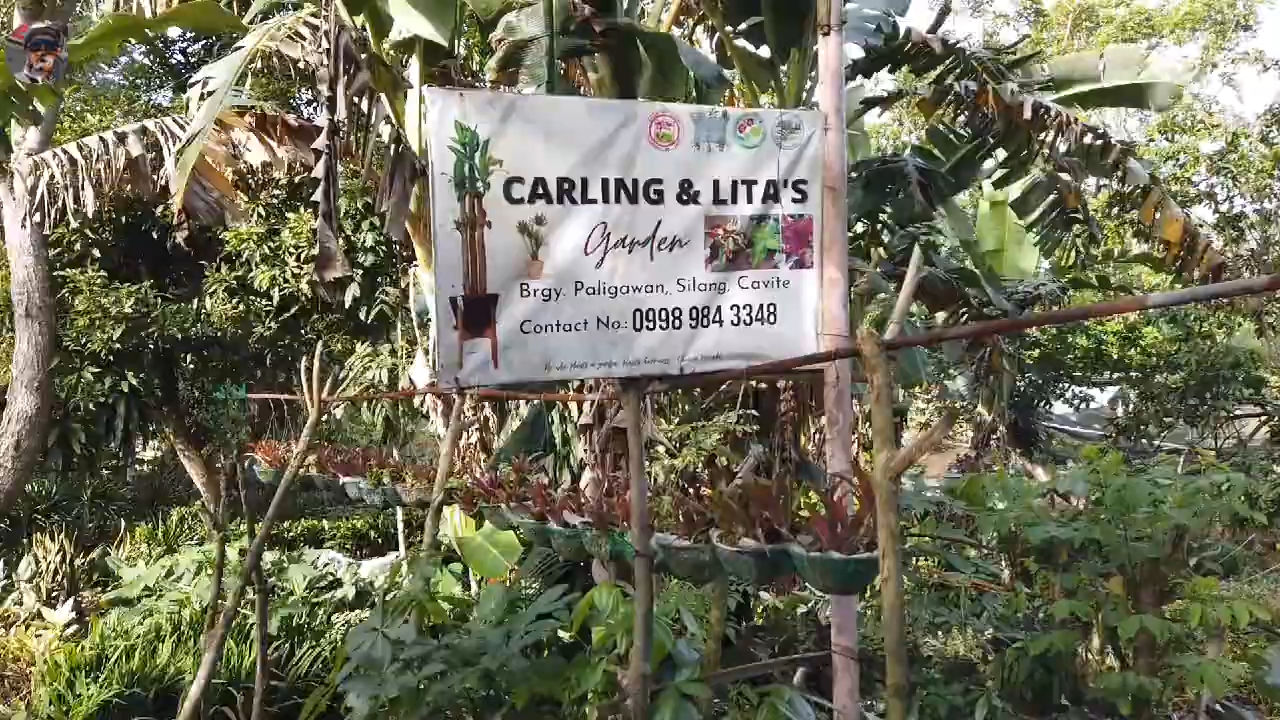 CARLING & LITA'S
Garden
Brgy. Paligawan, Silang, Cavite
Contact No.: 0998 984 3348